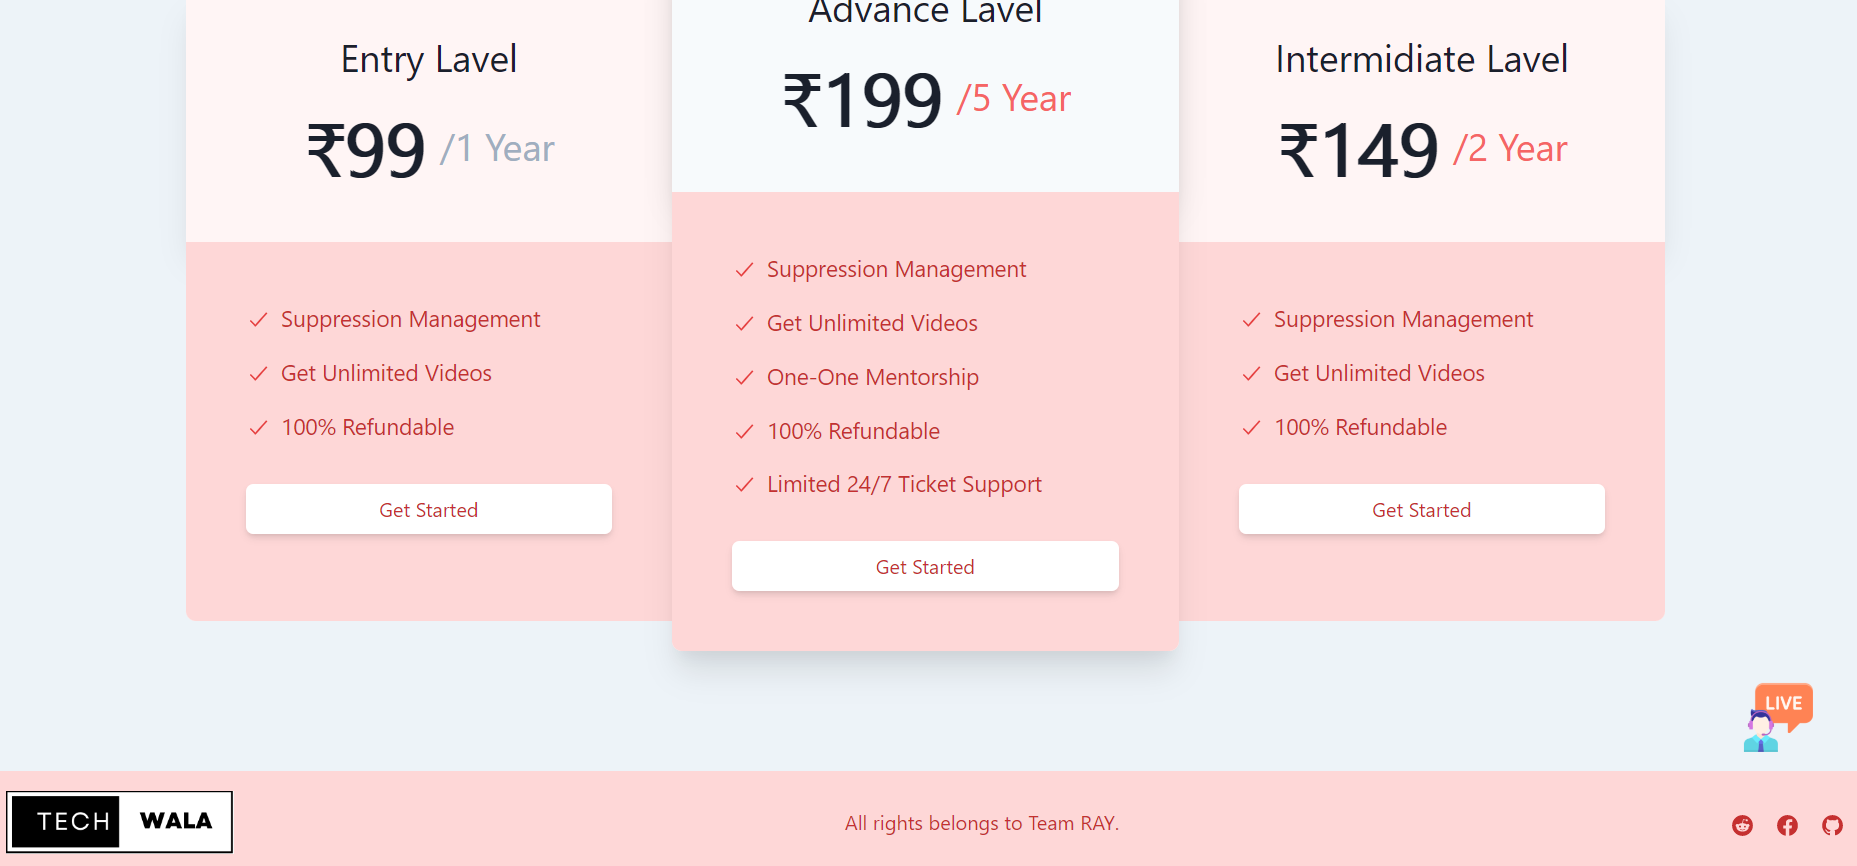 Entry Lavel
₹99 /1 Year
Suppression Management
Get Unlimited Videos
100% Refundable
Get Started
Advance Lavel
₹199 /5 Year
Suppression Management
Get Unlimited Videos
One-One Mentorship
100% Refundable
Limited 24/7 Ticket Support
Get Started
Intermidiate Lavel
₹149 /2 Year
Suppression Management
Get Unlimited Videos
100% Refundable
Get Started
LIVE
TECH WALA
All rights belongs to Team RAY.